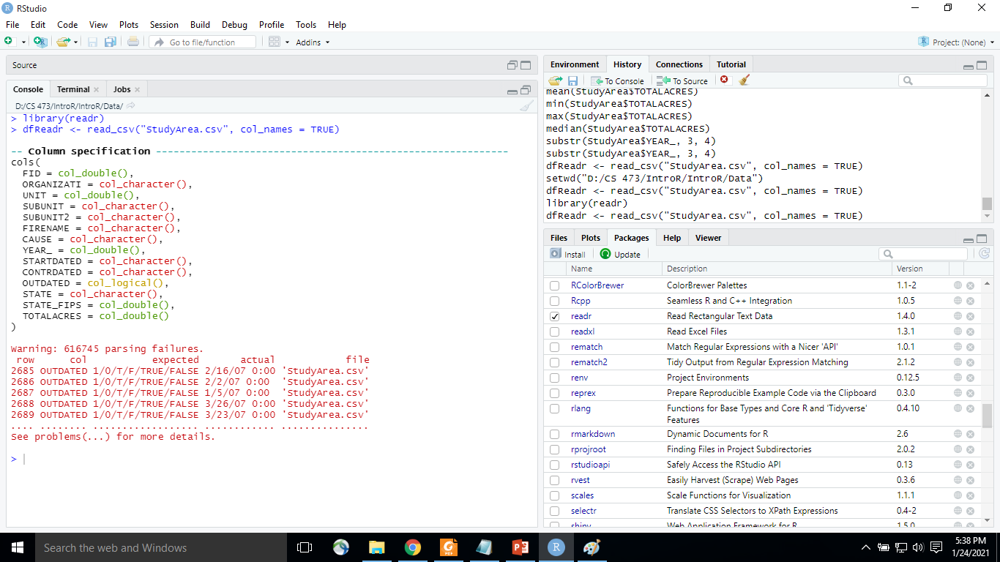 RStudio
File Edit Code View Plots Session Build Debug Profile Tools Help
Go to file/function Addins Project: (None)
Source
Console Terminal Jobs
D:/CS 473/IntroR/IntroR/Data/
> library(readr)
> dfReadr <- read_csv("StudyArea.csv", col_names = TRUE)
-- Column specification ------------------------------------------------------------
cols(
FID = col_double(),
ORGANIZATI = col_character(),
UNIT = col_double(),
SUBUNIT = col_character(),
SUBUNIT2 = col_character(),
FIRENAME = col_character(),
CAUSE = col_character(),
YEAR_ = col_double(),
STARTDATED = col_character(),
CONTRDATED = col_character(),
OUTDATED = col_logical(),
STATE = col_character(),
STATE_FIPS = col_double(),
TOTALACRES = col_double()
)
Warning: 616745 parsing failures.
row col expected actual file
2685 OUTDATED 1/0/T/F/TRUE/FALSE 2/16/07 0:00 'StudyArea.csv'
2686 OUTDATED 1/0/T/F/TRUE/FALSE 2/2/07 0:00 'StudyArea.csv'
2687 OUTDATED 1/0/T/F/TRUE/FALSE 1/5/07 0:00 'StudyArea.csv'
2688 OUTDATED 1/0/T/F/TRUE/FALSE 3/26/07 0:00 'StudyArea.csv'
2689 OUTDATED 1/0/T/F/TRUE/FALSE 3/23/07 0:00 'StudyArea.csv'
.... ........ .................. ............ ...............
See problems(...) for more details.
>
Environment History Connections Tutorial
To Console To Source
mean(StudyArea$TOTALACRES)
min(StudyArea$TOTALACRES)
max(StudyArea$TOTALACRES)
median(StudyArea$TOTALACRES)
substr(StudyArea$YEAR_, 3, 4)
substr(StudyArea$YEAR_, 3, 4)
dfReadr <- read_csv("StudyArea.csv", col_names = TRUE)
setwd("D:/CS 473/IntroR/IntroR/Data")
dfReadr <- read_csv("StudyArea.csv", col_names = TRUE)
library(readr)
dfReadr <- read_csv("StudyArea.csv", col_names = TRUE)
Files Plots Packages Help Viewer
Install Update
Name Description Version
RColorBrewer ColorBrewer Palettes 1.1-2
Rcpp Seamless R and C++ Integration 1.0.5
readr Read Rectangular Text Data 1.4.0
readxl Read Excel Files 1.3.1
rematch Match Regular Expressions with a Nicer 'API' 1.0.1
rematch2 Tidy Output from Regular Expression Matching 2.1.2
renv Project Environments 0.12.5
reprex Prepare Reproducible Example Code via the Clipboard 0.3.0
rlang Functions for Base Types and Core R and 'Tidyverse' 0.4.10
Features
rmarkdown Dynamic Documents for R 2.6
rprojroot Finding Files in Project Subdirectories 2.0.2
rstudioapi Safely Access the RStudio API 0.13
rvest Easily Harvest (Scrape) Web Pages 0.3.6
scales Scale Functions for Visualization 1.1.1
selectr Translate CSS Selectors to XPath Expressions 0.4-2
shiny Web Application Framework for R 1.5.0
Search the web and Windows
5:38 PM
1/24/2021